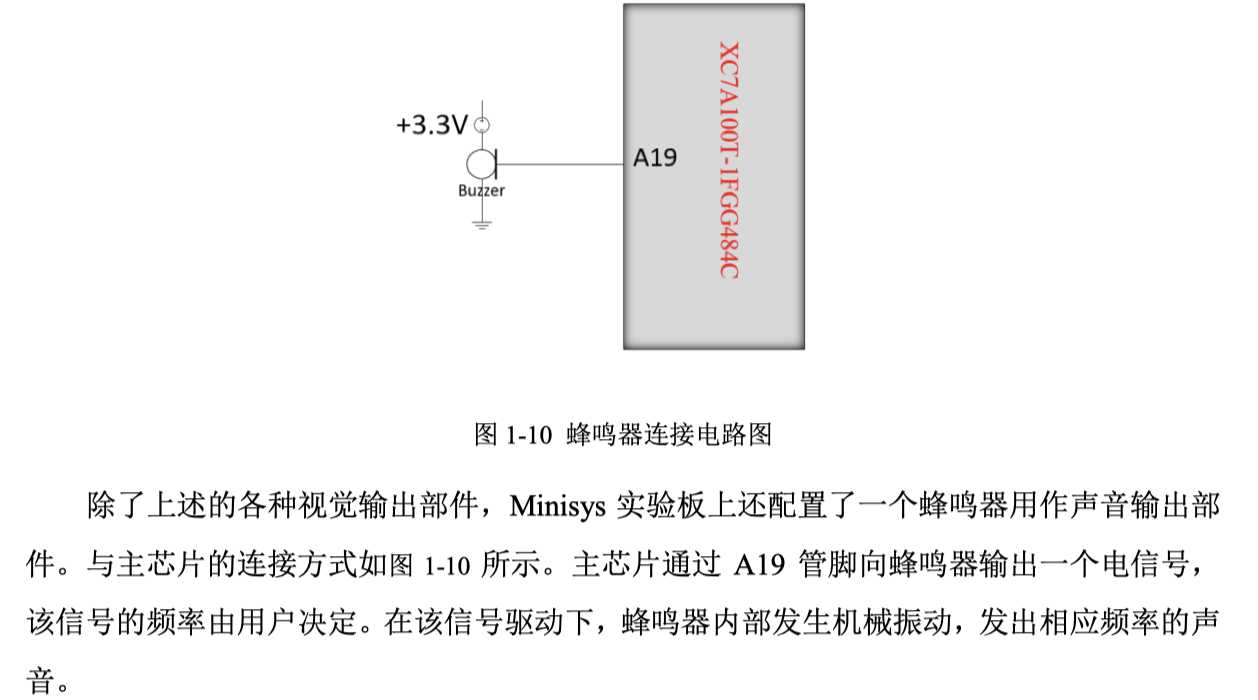 XC7A100T-1FGG484C
+3.3V
A19
Buzzer
图 1-10 蜂鸣器连接电路图
除了上述的各种视觉输出部件，Minisys 实验板上还配置了一个蜂鸣器用作声音输出部
件。与主芯片的连接方式如图 1-10 所示。主芯片通过 A19 管脚向蜂鸣器输出一个电信号，
该信号的频率由用户决定。在该信号驱动下，蜂鸣器内部发生机械振动，发出相应频率的声
音。